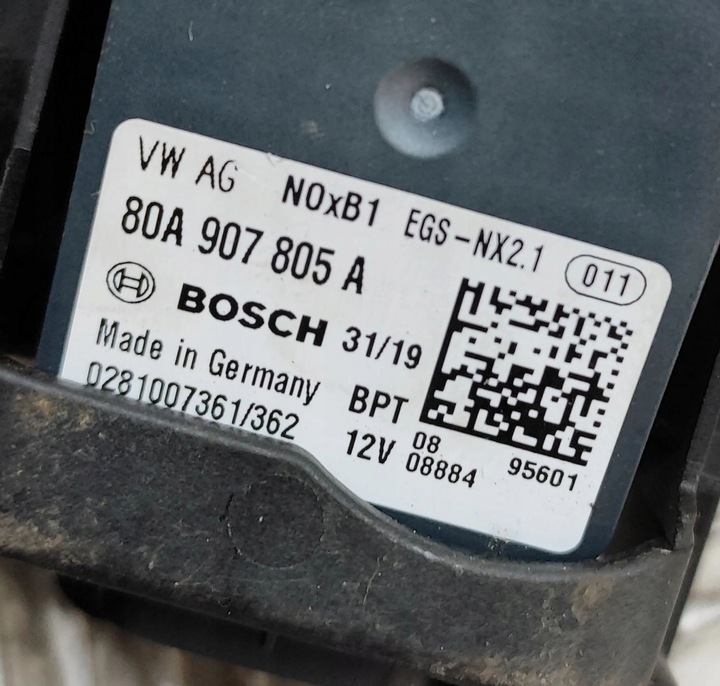 VW AG NOxB1 EGS-NX2.1 011
80A 907 805 A
BOSCH 31/19
Made in Germany BPT 08
0281007361/362 12V 08884 95601